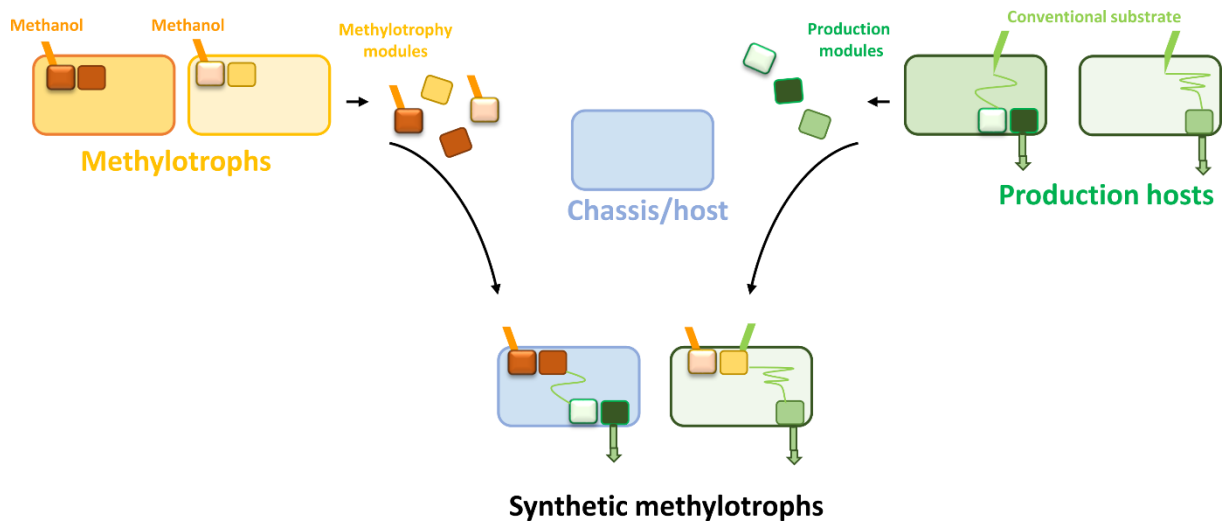 Methanol
Methanol
Methylotrophy
modules
Production
modules
Conventional substrate
Methylotrophs
Chassis/host
Production hosts
Synthetic methylotrophs